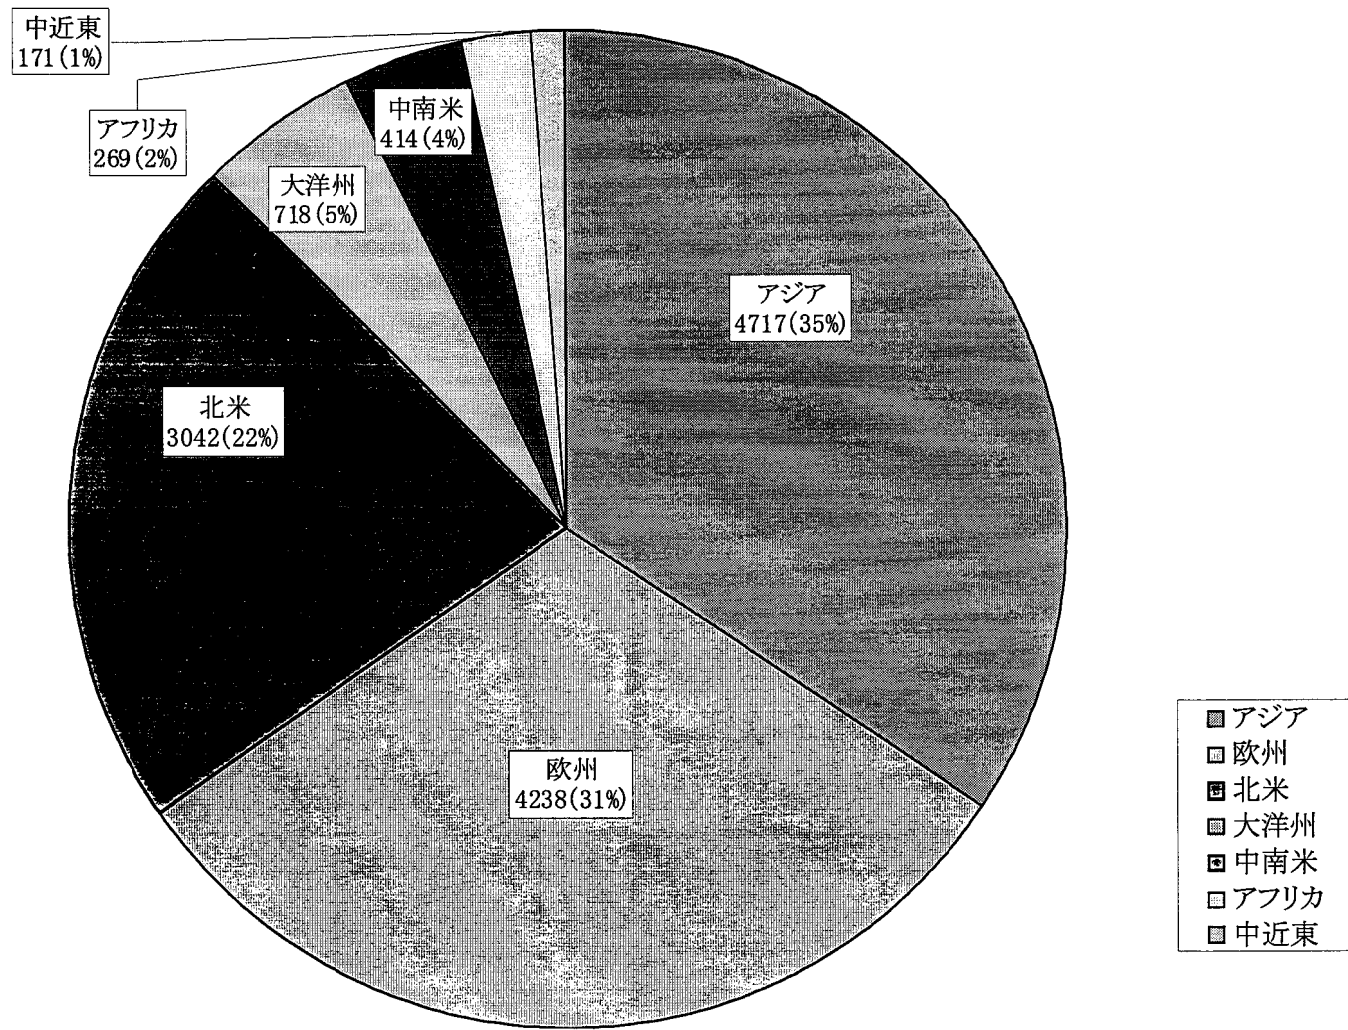 中近東
171(1%)
アフリカ
269(2%)
大洋州
718(5%)
中南米
414(4%)
アジア
4717(35%)
北米
3042(22%)
欧州
4238(31%)
アジア
欧州
北米
大洋州
中南米
アフリカ
中近東